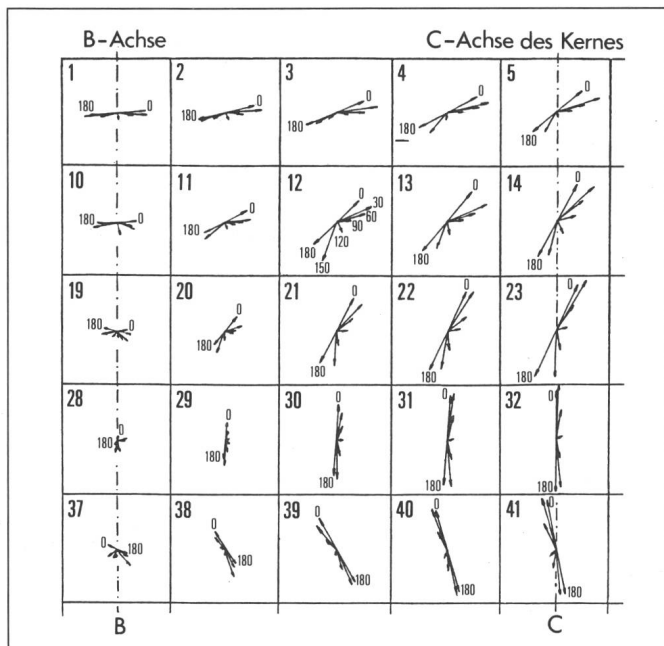 B-Achse C-Achse des Kernes
1 2 3 4 5
180 0 180 0 180 0 180 0 180 0
10 11 12 13 14
180 0 180 0 0 30 60 90 120 150 180 0 180 0 180
19 20 21 22 23
180 0 0 180 0 180 0 180 0 180
28 29 30 31 32
0 180 0 180 0 180 0 180 0 180
37 38 39 40 41
0 180 0 180 0 180 0 180 0 180
B C